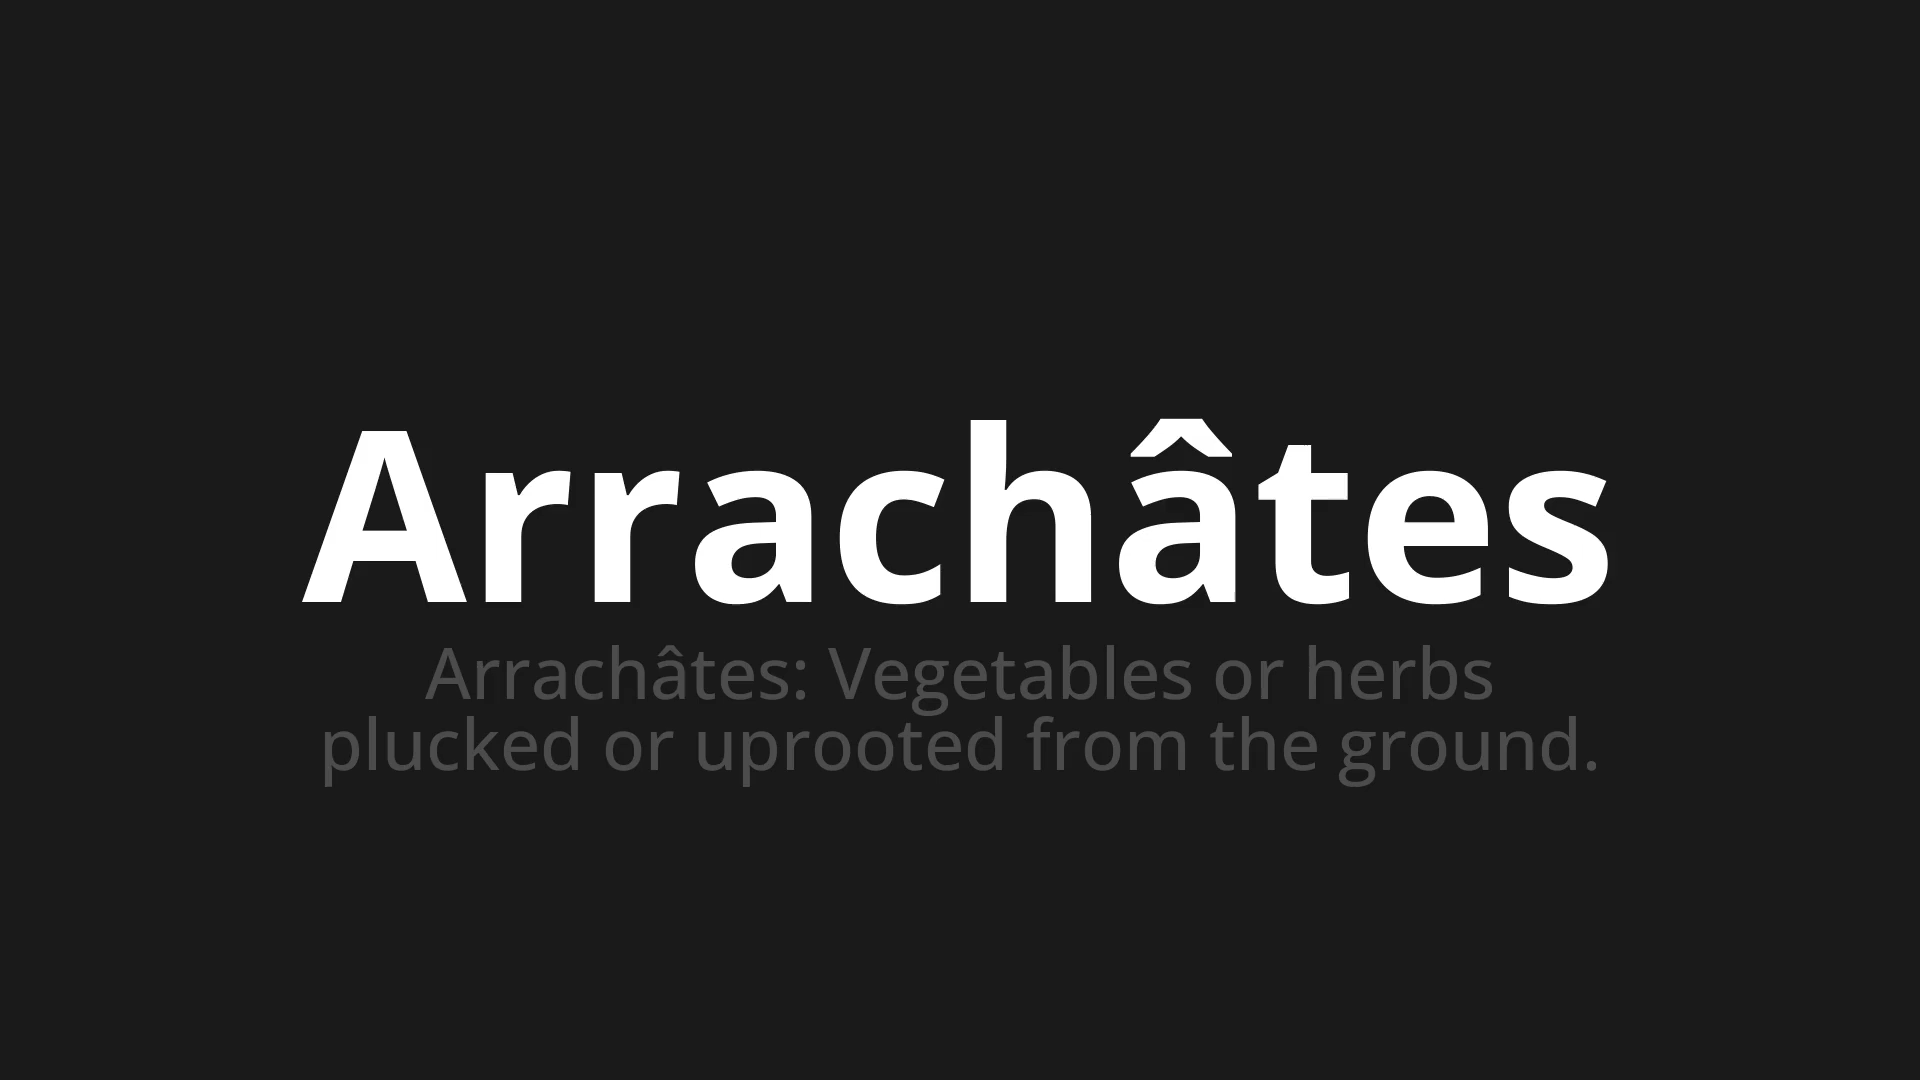 Arrachâtes
Arrachâtes: Vegetables or herbs
plucked or uprooted from the ground.